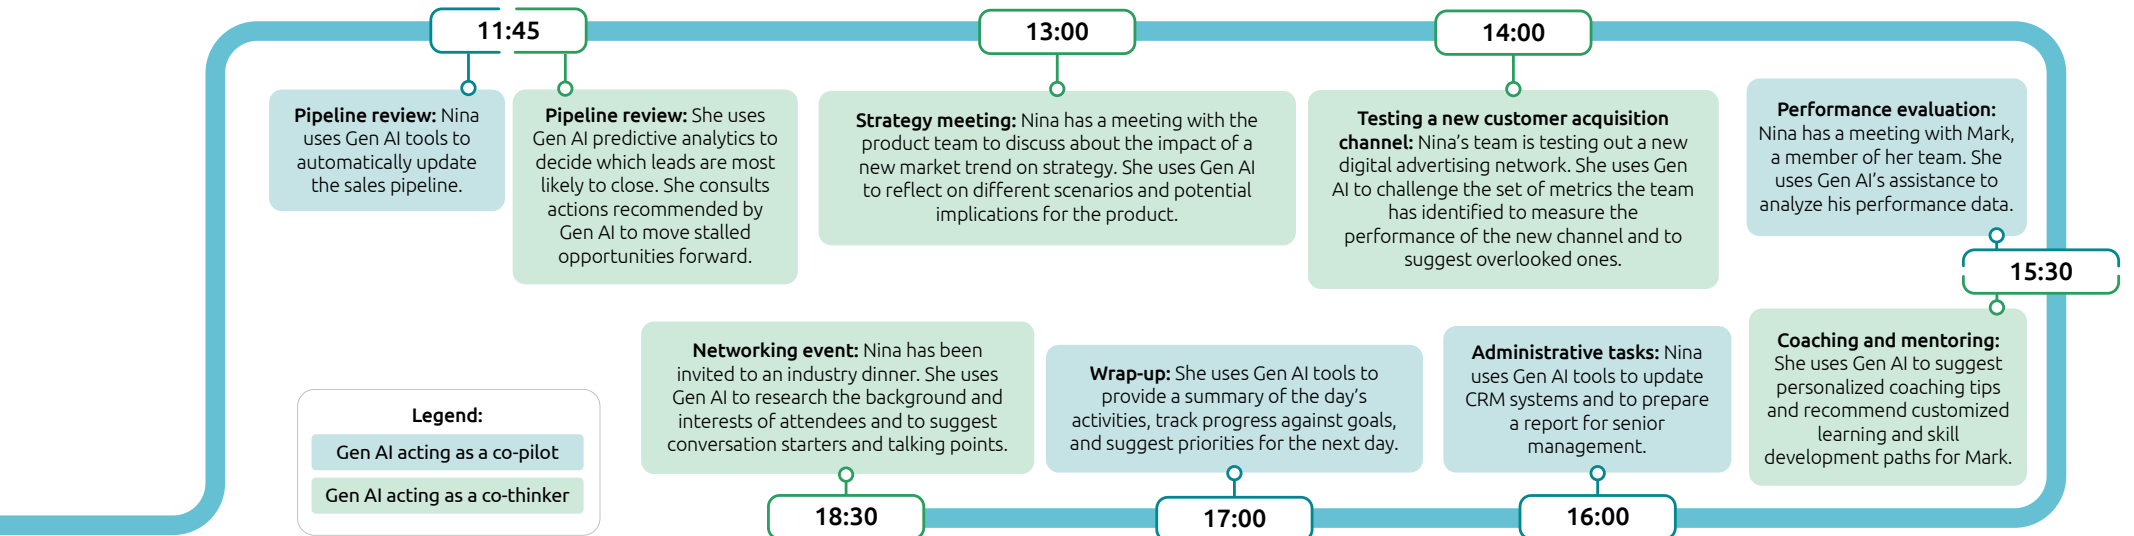 11:45
Pipeline review: Nina
uses Gen AI tools to
automatically update
the sales pipeline.
Pipeline review: She uses
Gen AI predictive analytics to
decide which leads are most
likely to close. She consults
actions recommended by
Gen AI to move stalled
opportunities forward.
13:00
Strategy meeting: Nina has a meeting with the
product team to discuss about the impact of a
new market trend on strategy. She uses Gen AI
to reflect on different scenarios and potential
implications for the product.
14:00
Testing a new customer acquisition
channel: Nina’s team is testing out a new
digital advertising network. She uses Gen
AI to challenge the set of metrics the team
has identified to measure the
performance of the new channel and to
suggest overlooked ones.
Performance evaluation:
Nina has a meeting with Mark,
a member of her team. She
uses Gen AI’s assistance to
analyze his performance data.
15:30
Coaching and mentoring:
She uses Gen AI to suggest
personalized coaching tips
and recommend customized
learning and skill
development paths for Mark.
Administrative tasks: Nina
uses Gen AI tools to update
CRM systems and to prepare
a report for senior
management.
16:00
Wrap-up: She uses Gen AI tools to
provide a summary of the day’s
activities, track progress against goals,
and suggest priorities for the next day.
17:00
Networking event: Nina has been
invited to an industry dinner. She uses
Gen AI to research the background and
interests of attendees and to suggest
conversation starters and talking points.
18:30
Legend:
Gen AI acting as a co-pilot
Gen AI acting as a co-thinker